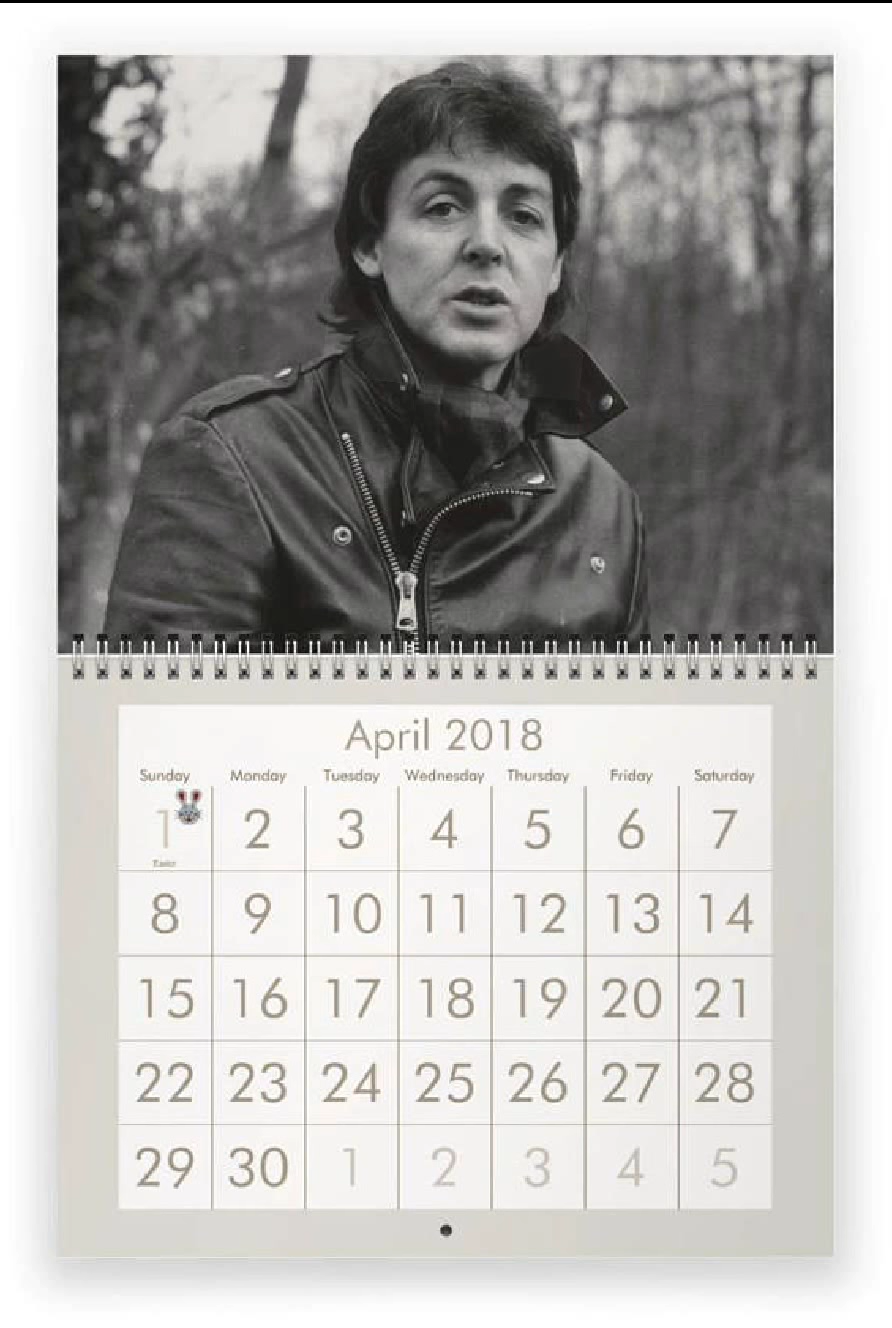 April 2018
Sunday Monday Tuesday Wednesday Thursday Friday Saturday
1 2 3 4 5 6 7
Easter
8 9 10 11 12 13 14
15 16 17 18 19 20 21
22 23 24 25 26 27 28
29 30 1 2 3 4 5